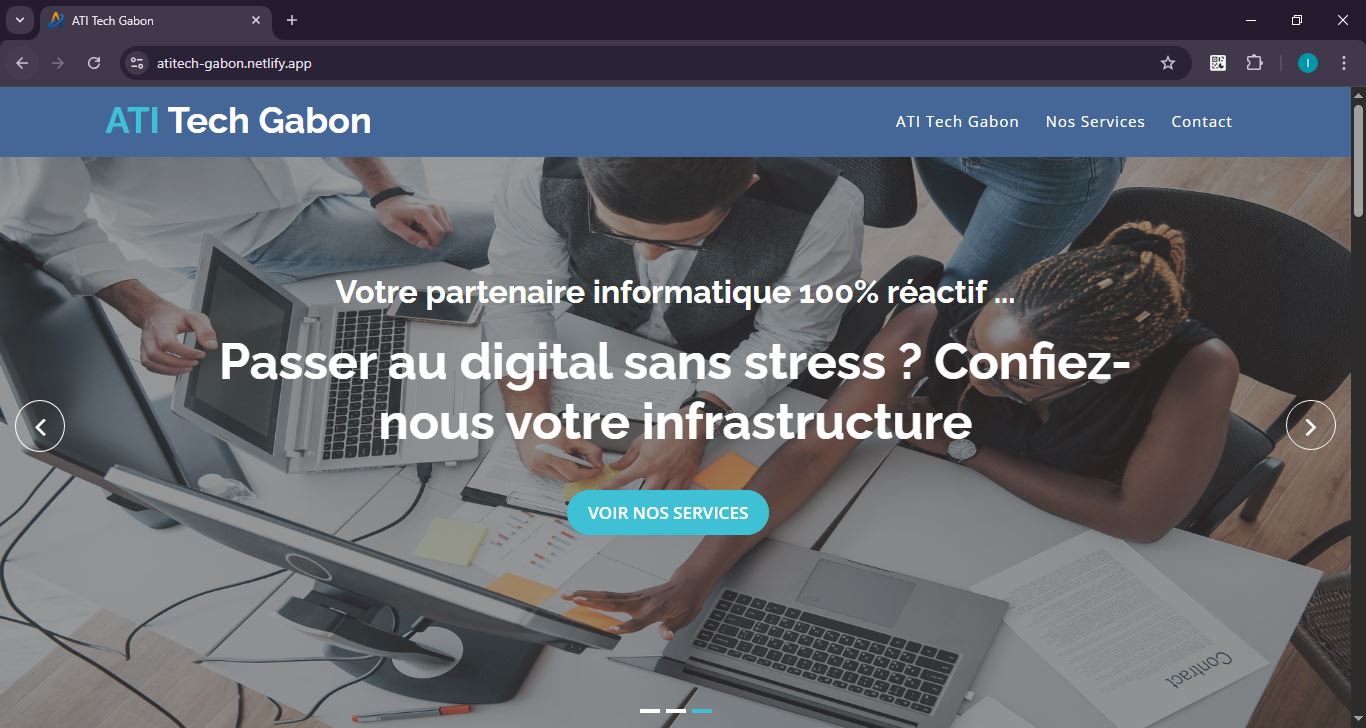 ATI Tech Gabon
atitech-gabon.netlify.app
I
ATI Tech Gabon
ATI Tech Gabon Nos Services Contact
Votre partenaire informatique 100% réactif ...
Passer au digital sans stress ? Confiez-
nous votre infrastructure
VOIR NOS SERVICES
Contract